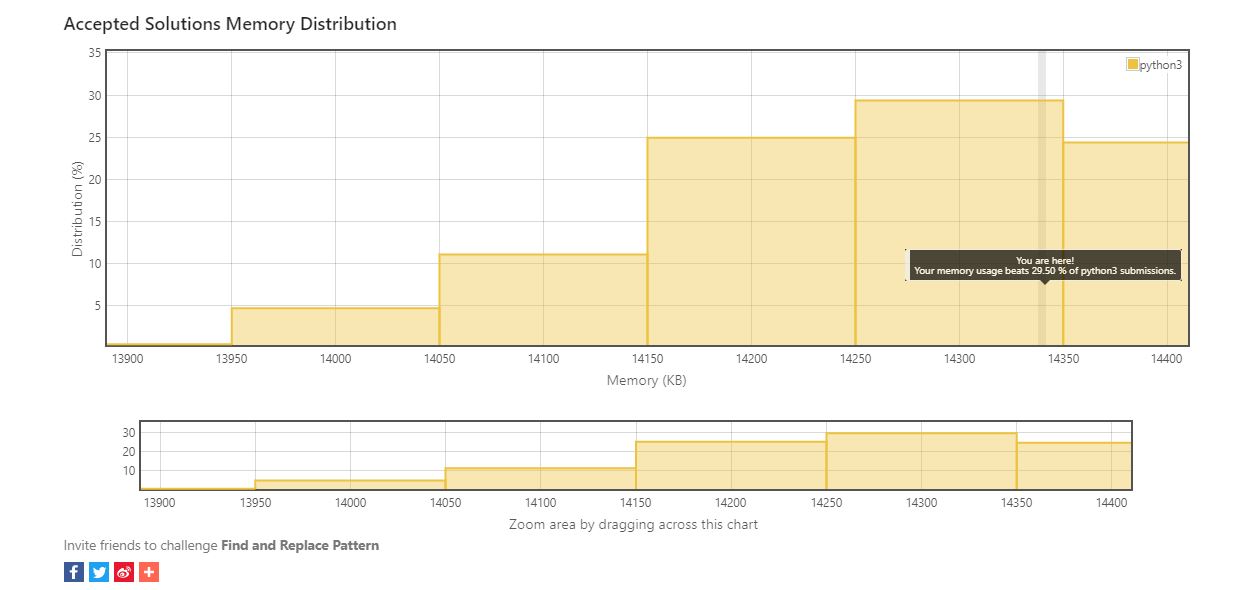 Accepted Solutions Memory Distribution
35
python3
30
25
20
15
10
5
Distribution (%)
You are here!
Your memory usage beats 29.50 % of python3 submissions.
13900 13950 14000 14050 14100 14150 14200 14250 14300 14350 14400
Memory (KB)
30
20
10
13900 13950 14000 14050 14100 14150 14200 14250 14300 14350 14400
Zoom area by dragging across this chart
Invite friends to challenge Find and Replace Pattern